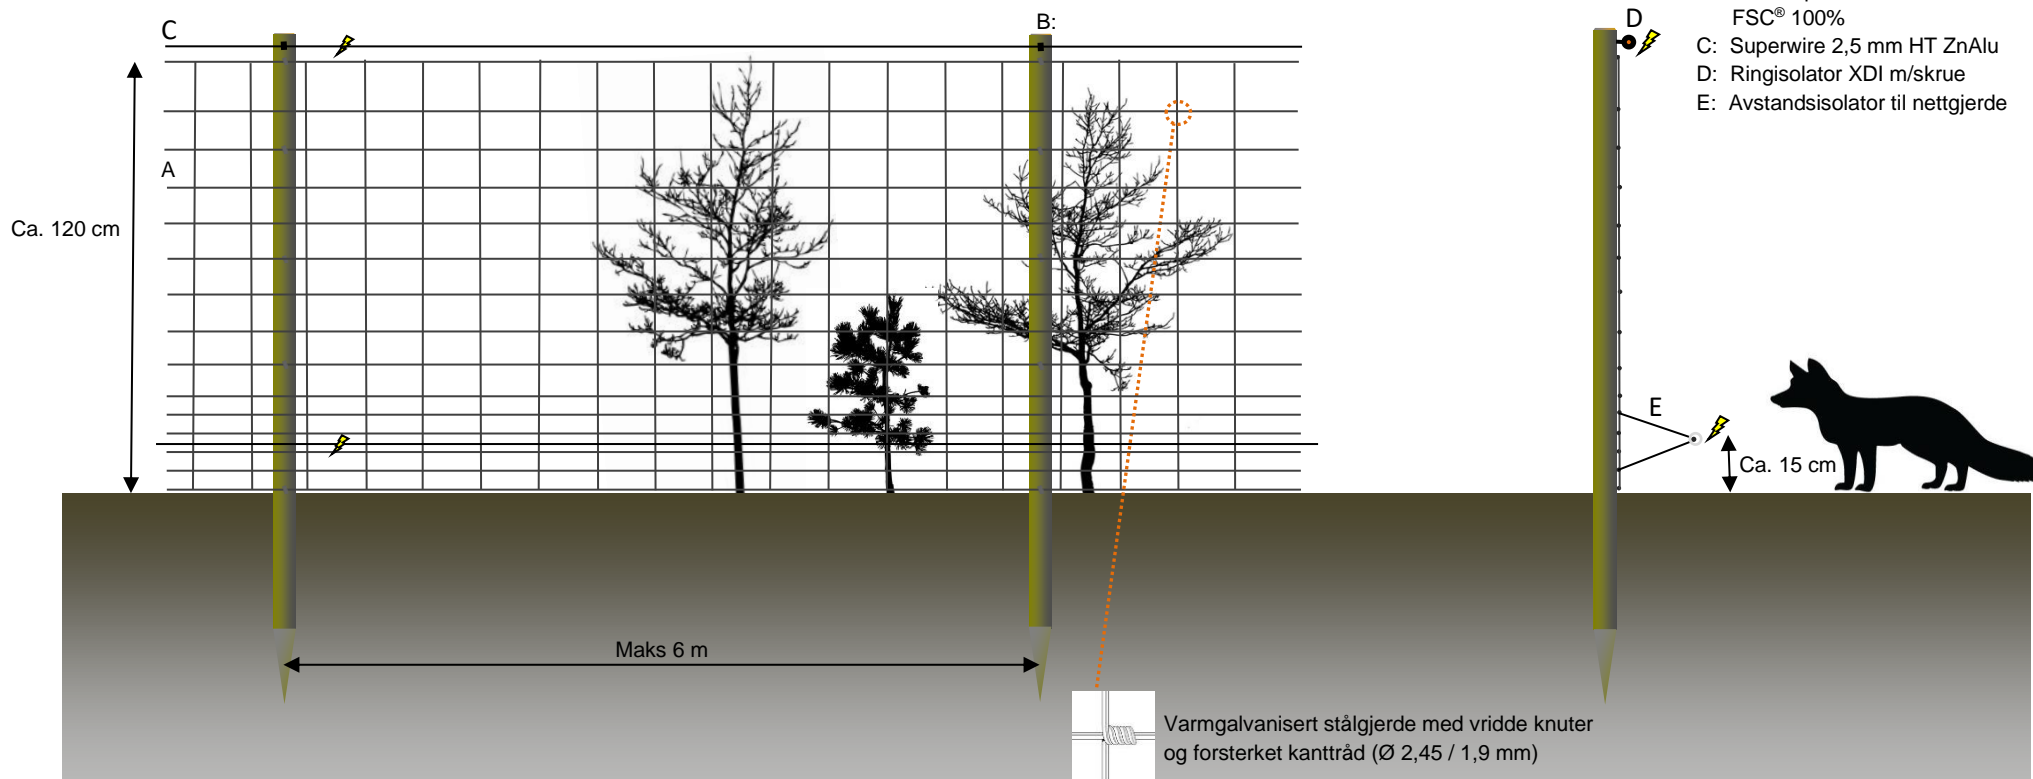 C
B:
D
FSC® 100%
C: Superwire 2,5 mm HT ZnAlu
D: Ringisolator XDI m/skrue
E: Avstandsisolator til nettgjerde
A
Ca. 120 cm
E
Ca. 15 cm
Maks 6 m
Varmgalvanisert stålgjerde med vridde knuter
og forsterket kanttråd (Ø 2,45 / 1,9 mm)